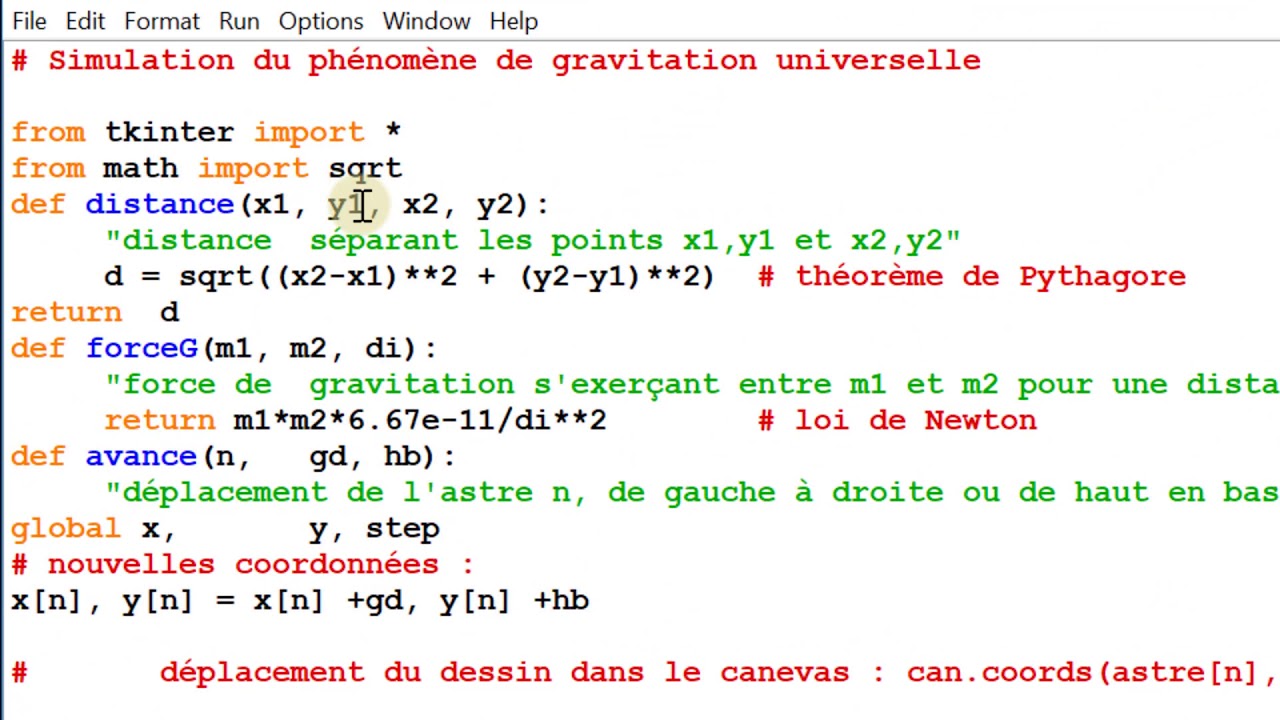 File Edit Format Run Options Window Help
# Simulation du phénomène de gravitation universelle
from tkinter import *
from math import sqrt
def distance(x1, y1, x2, y2):
"distance  séparant les points x1,y1 et x2,y2"
d = sqrt((x2-x1)**2 + (y2-y1)**2)  # théorème de Pythagore
return  d
def forceG(m1, m2, di):
"force de  gravitation s'exerçant entre m1 et m2 pour une dista
return m1*m2*6.67e-11/di**2        # loi de Newton
def avance(n,   gd, hb):
"déplacement de l'astre n, de gauche à droite ou de haut en bas
global x,       y, step
# nouvelles coordonnées :
x[n], y[n] = x[n] +gd, y[n] +hb
#       déplacement du dessin dans le canevas : can.coords(astre[n],